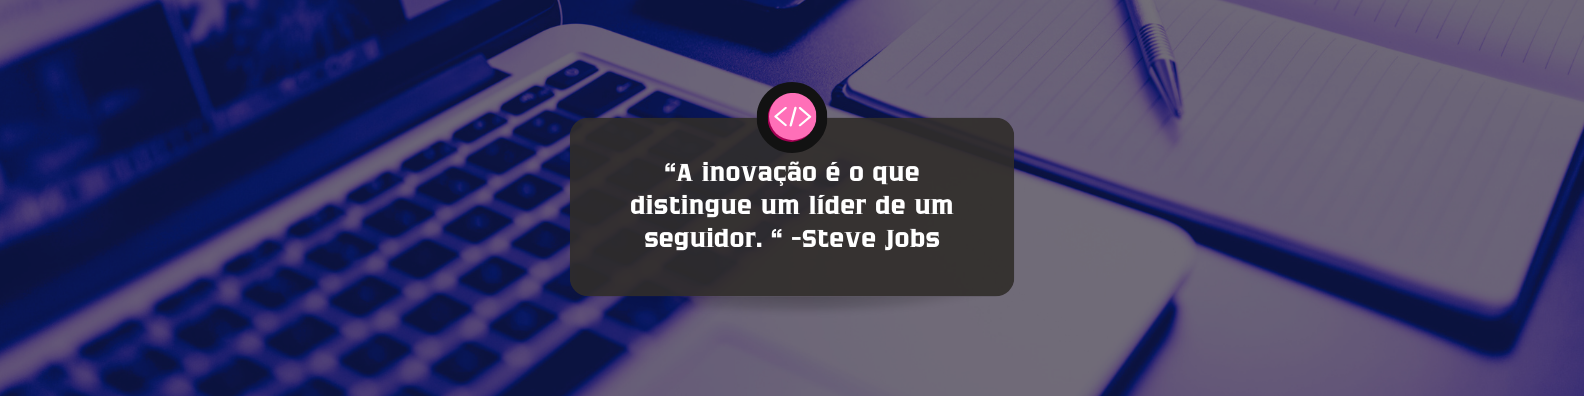 </>
“A inovação é o que
distingue um líder de um
seguidor. “ -Steve Jobs